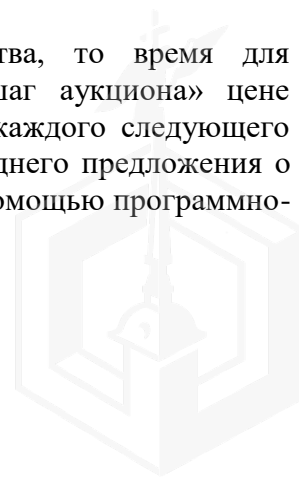 тва, то время для
шаг аукциона» цене
каждого следующего
днего предложения о
омощью программно-